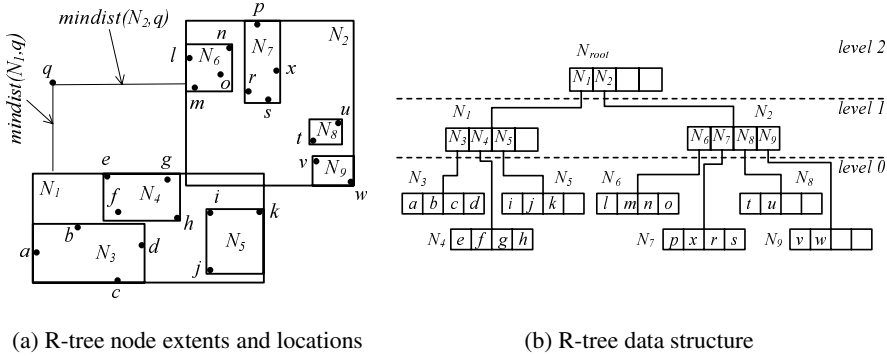 p
mindist(N2,q)
n
N2
l
N6
N7
q
o
x
mindist(N1,q)
m
r
s
u
t
N8
v
N9
w
e
g
N1
N4
f
h
i
k
b
d
N5
a
N3
j
c
(a) R-tree node extents and locations
level 2
Nroot
N1 N2
level 1
N1
N2
N3 N4 N5
N6 N7 N8 N9
level 0
N3
N5
N6
N8
a b c d
i j k
l m n o
t u
N4
e f g h
N7
p x r s
N9
v w
(b) R-tree data structure